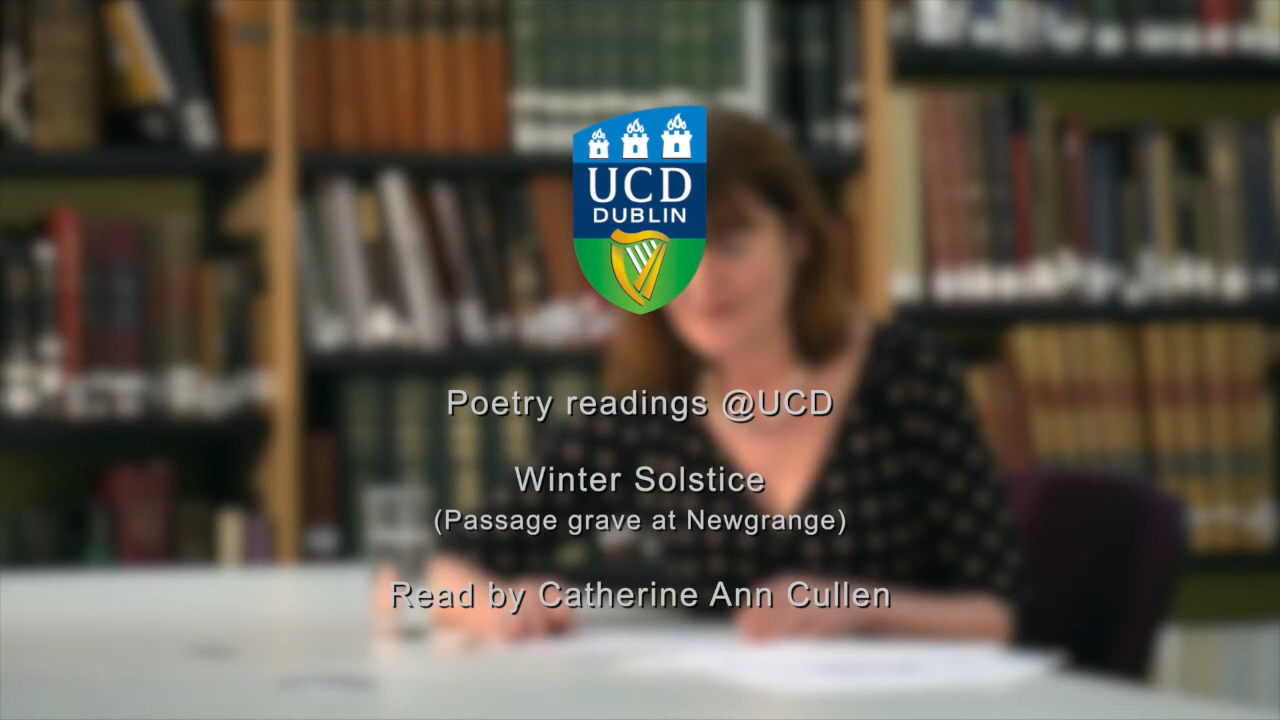 UCD
DUBLIN
Poetry readings @UCD
Winter Solstice
(Passage grave at Newgrange)
Read by Catherine Ann Cullen